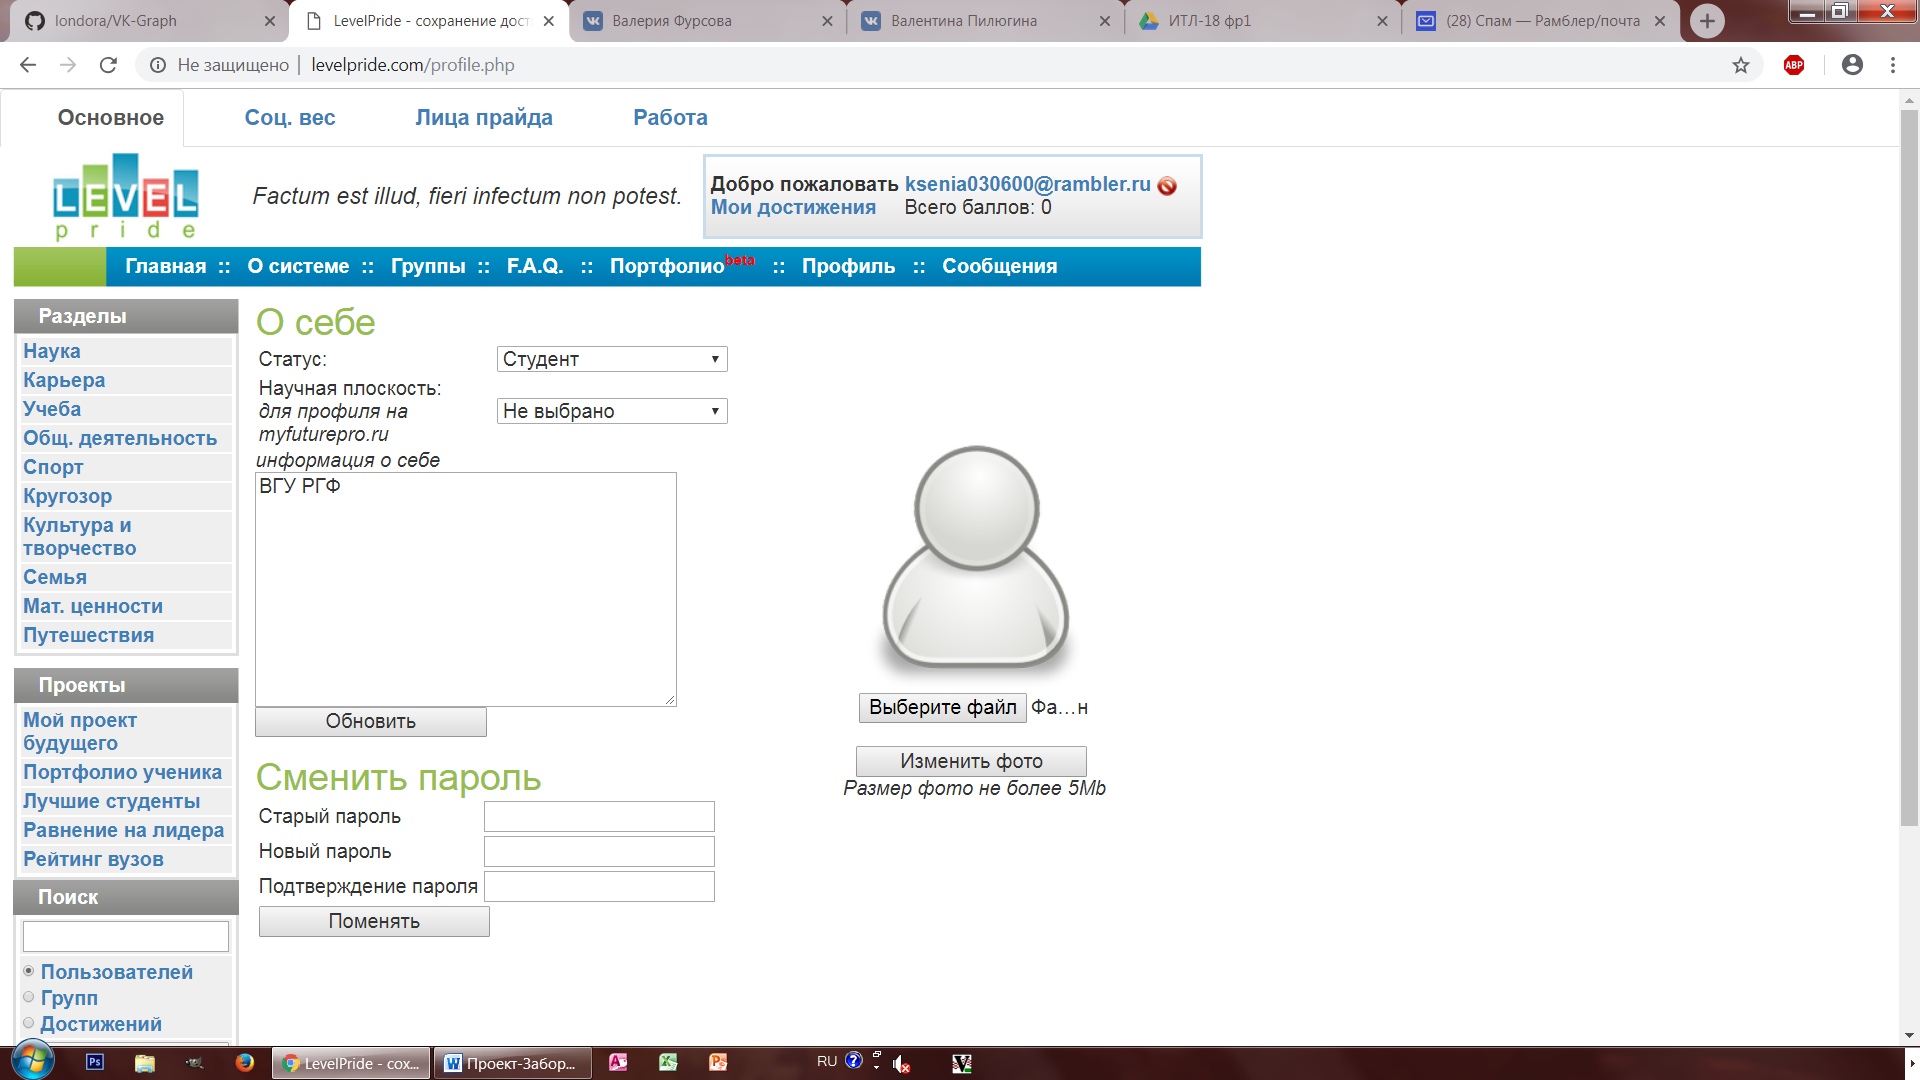 londora/VK-Graph
LevelPride - сохранение дост
Валерия Фурсова
Валентина Пилюгина
ИТЛ-18 фр1
(28) Спам — Рамблер/почта
Не защищено | levelpride.com/profile.php
ABP
Основное
Соц. вес
Лица прайда
Работа
LEVEL
pride
Factum est illud, fieri infectum non potest.
Добро пожаловать ksenia030600@rambler.ru
Мои достижения Всего баллов: 0
Главная :: О системе :: Группы :: F.A.Q. :: Портфолио beta :: Профиль :: Сообщения
Разделы
Наука
Карьера
Учеба
Общ. деятельность
Спорт
Кругозор
Культура и
творчество
Семья
Мат. ценности
Путешествия
Проекты
Мой проект
будущего
Портфолио ученика
Лучшие студенты
Равнение на лидера
Рейтинг вузов
Поиск
Пользователей
Групп
Достижений
О себе
Статус: Студент
Научная плоскость:
для профиля на Не выбрано
myfuturepro.ru
информация о себе
ВГУ РГФ
Обновить
Сменить пароль
Старый пароль
Новый пароль
Подтверждение пароля
Поменять
Выберите файл Фа...н
Изменить фото
Размер фото не более 5Mb
Ps
LevelPride - сох...
Проект-Забор...
RU